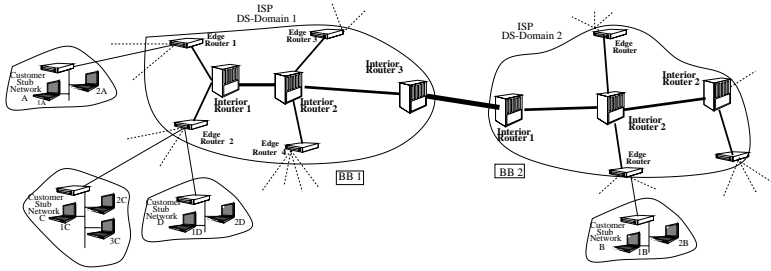 ISP
DS-Domain 1
Edge
Router 1
Edge
Router 3
Interior
Router 3
Interior
Router 1
Interior
Router 2
Edge
Router 2
Edge
Router 4
BB 1
Customer
Stub
Network
A
1A
2A
Customer
Stub
Network
C
1C
2C
3C
Customer
Stub
Network
D
1D
2D
ISP
DS-Domain 2
Edge
Router
Interior
Router 2
Interior
Router 1
Interior
Router 2
Edge
Router
BB 2
Customer
Stub
Network
B
1B
2B